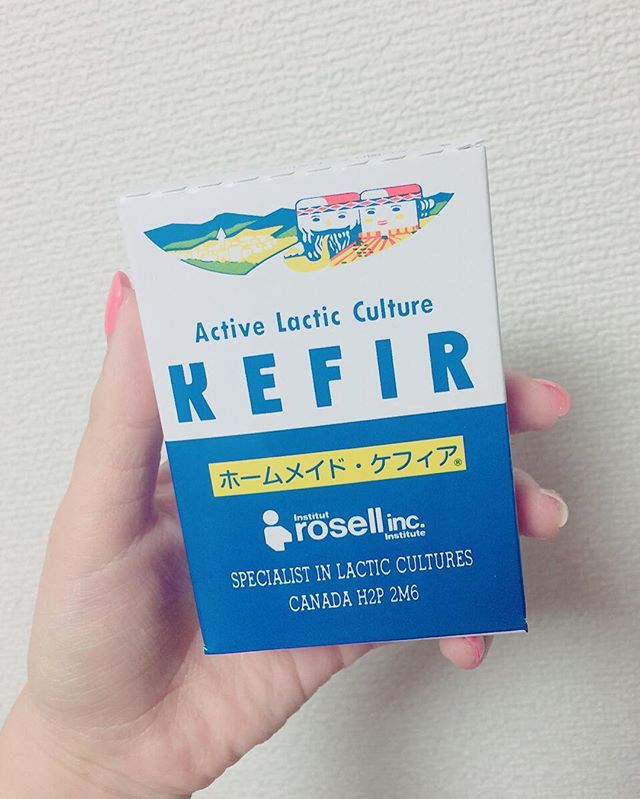 Active Lactic Culture
KEFIR
ホームメイド・ケフィア®
Institut
rosell inc.
Institute
SPECIALIST IN LACTIC CULTURES
CANADA H2P 2M6